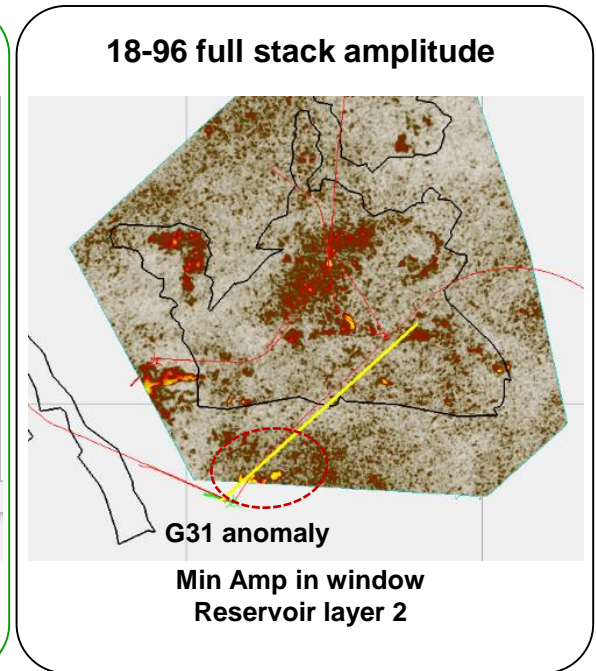 18-96 full stack amplitude
G31 anomaly
Min Amp in window
Reservoir layer 2